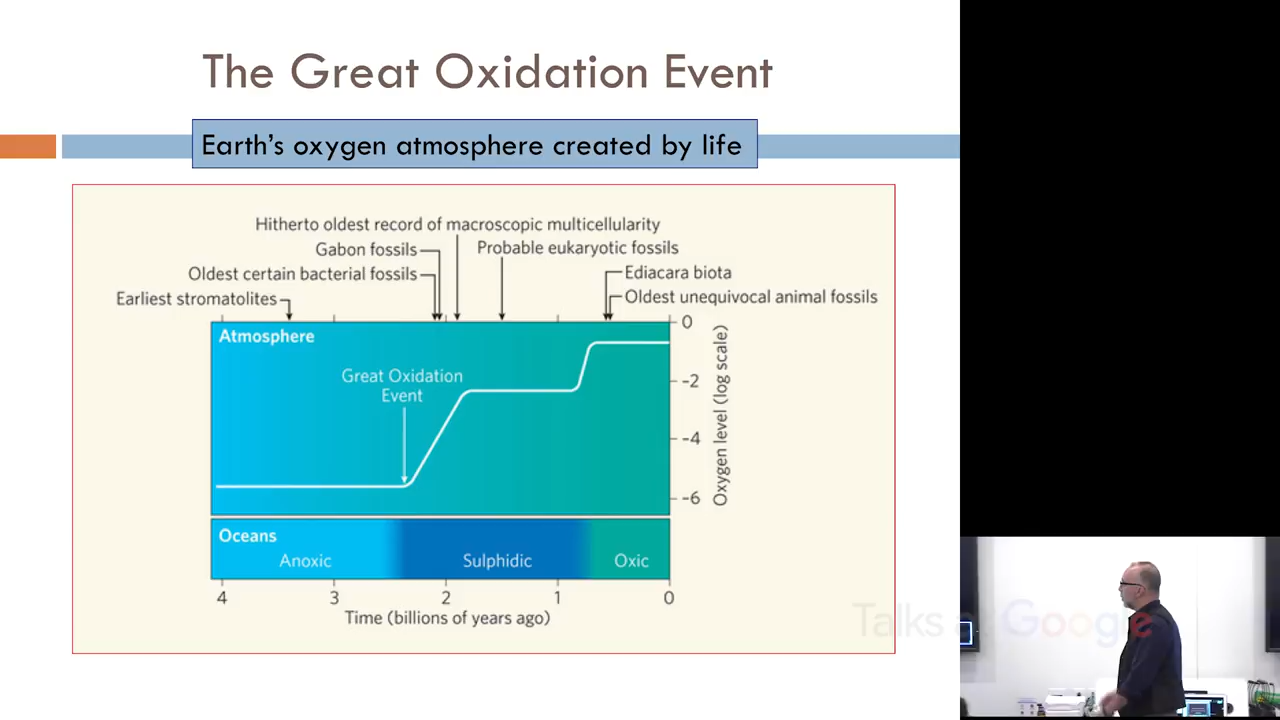 The Great Oxidation Event
Earth's oxygen atmosphere created by life
Hitherto oldest record of macroscopic multicellularity
Gabon fossils
Probable eukaryotic fossils
Oldest certain bacterial fossils
Ediacara biota
Earliest stromatolites
Oldest unequivocal animal fossils
Atmosphere
Great Oxidation
Event
0
-2
-4
-6
Oxygen level (log scale)
Oceans
Anoxic
Sulphidic
Oxic
4
3
2
1
0
Time (billions of years ago)
Talks at Google